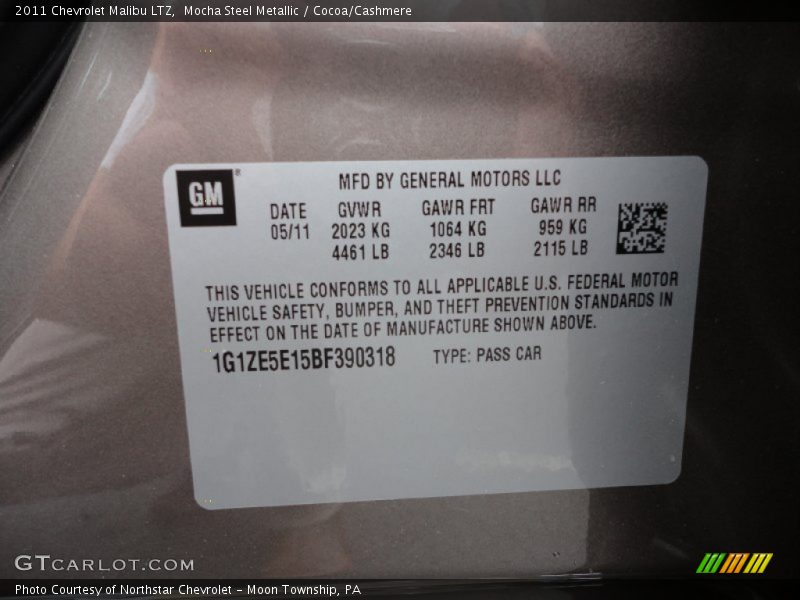 2011 Chevrolet Malibu LTZ, Mocha Steel Metallic / Cocoa/Cashmere
GM®
MFD BY GENERAL MOTORS LLC
DATE GVWR GAWR FRT GAWR RR
05/11 2023 KG 1064 KG 959 KG
4461 LB 2346 LB 2115 LB
THIS VEHICLE CONFORMS TO ALL APPLICABLE U.S. FEDERAL MOTOR
VEHICLE SAFETY, BUMPER, AND THEFT PREVENTION STANDARDS IN
EFFECT ON THE DATE OF MANUFACTURE SHOWN ABOVE.
1G1ZE5E15BF390318 TYPE: PASS CAR
GTCARLOT.COM
Photo Courtesy of Northstar Chevrolet - Moon Township, PA